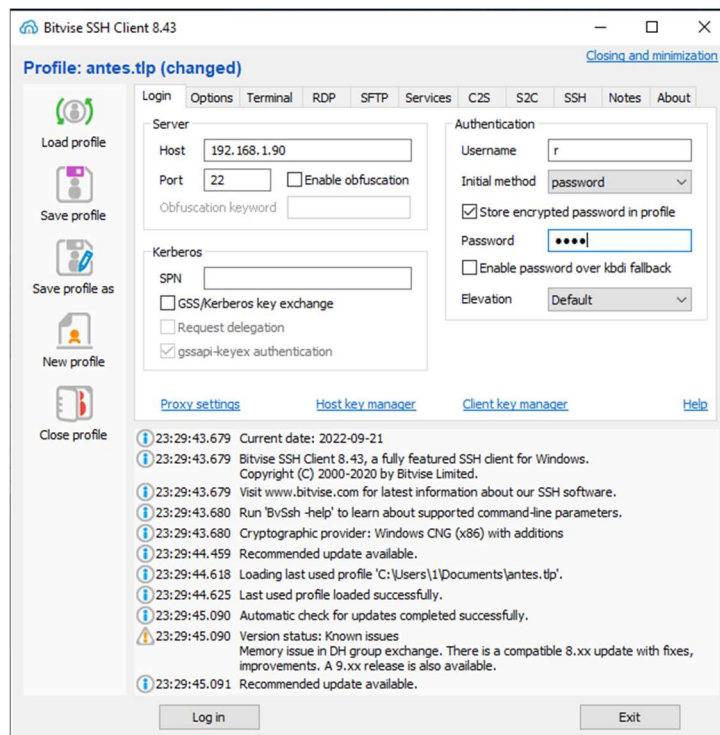 Bitvise SSH Client 8.43
Closing and minimization
Profile: antes.tlp (changed)
Load profile
Save profile
Save profile as
New profile
Close profile
Login Options Terminal RDP SFTP Services C2S S2C SSH Notes About
Server
Host 192.168.1.90
Port 22 Enable obfuscation
Obfuscation keyword
Kerberos
SPN
GSS/Kerberos key exchange
Request delegation
gssapi-keyex authentication
Authentication
Username r
Initial method password
Store encrypted password in profile
Password ●●●●
Enable password over kbdi fallback
Elevation Default
Proxy settings Host key manager Client key manager Help
23:29:43.679 Current date: 2022-09-21
23:29:43.679 Bitvise SSH Client 8.43, a fully featured SSH client for Windows.
Copyright (C) 2000-2020 by Bitvise Limited.
23:29:43.679 Visit www.bitvise.com for latest information about our SSH software.
23:29:43.680 Run 'BvSsh -help' to learn about supported command-line parameters.
23:29:43.680 Cryptographic provider: Windows CNG (x86) with additions
23:29:44.459 Recommended update available.
23:29:44.618 Loading last used profile 'C:\Users\1\Documents\antes.tlp'.
23:29:44.625 Last used profile loaded successfully.
23:29:45.090 Automatic check for updates completed successfully.
23:29:45.090 Version status: Known issues
Memory issue in DH group exchange. There is a compatible 8.xx update with fixes,
improvements. A 9.xx release is also available.
23:29:45.091 Recommended update available.
Log in Exit